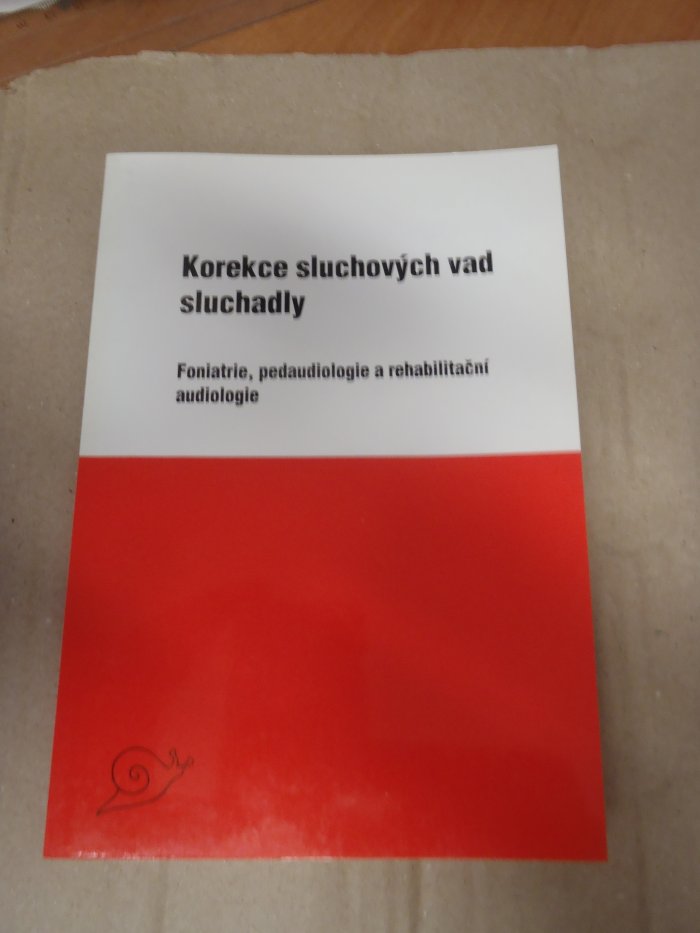 Korekce sluchových vad
sluchadly
Foniatrie, pedaudiologie a rehabilitační
audiologie